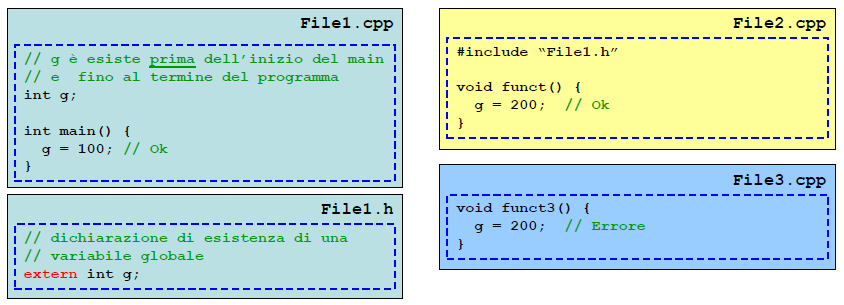 File1.cpp
// g è esiste prima dell'inizio del main
// e  fino al termine del programma
int g;
int main() {
  g = 100; // Ok
}
File1.h
// dichiarazione di esistenza di una
// variabile globale
extern int g;
File2.cpp
#include “File1.h”
void funct() {
  g = 200;  // Ok
}
File3.cpp
void funct3() {
  g = 200;  // Errore
}